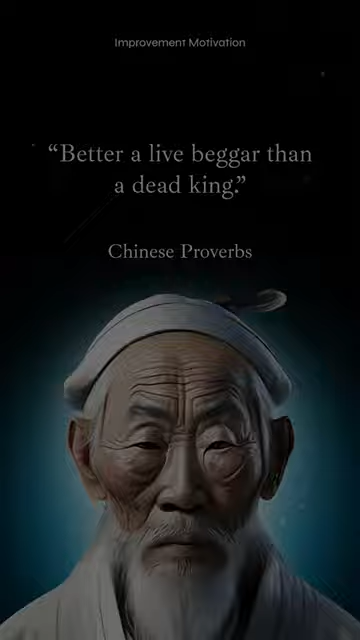 Improvement Motivation
“Better a live beggar than
a dead king.”
Chinese Proverbs